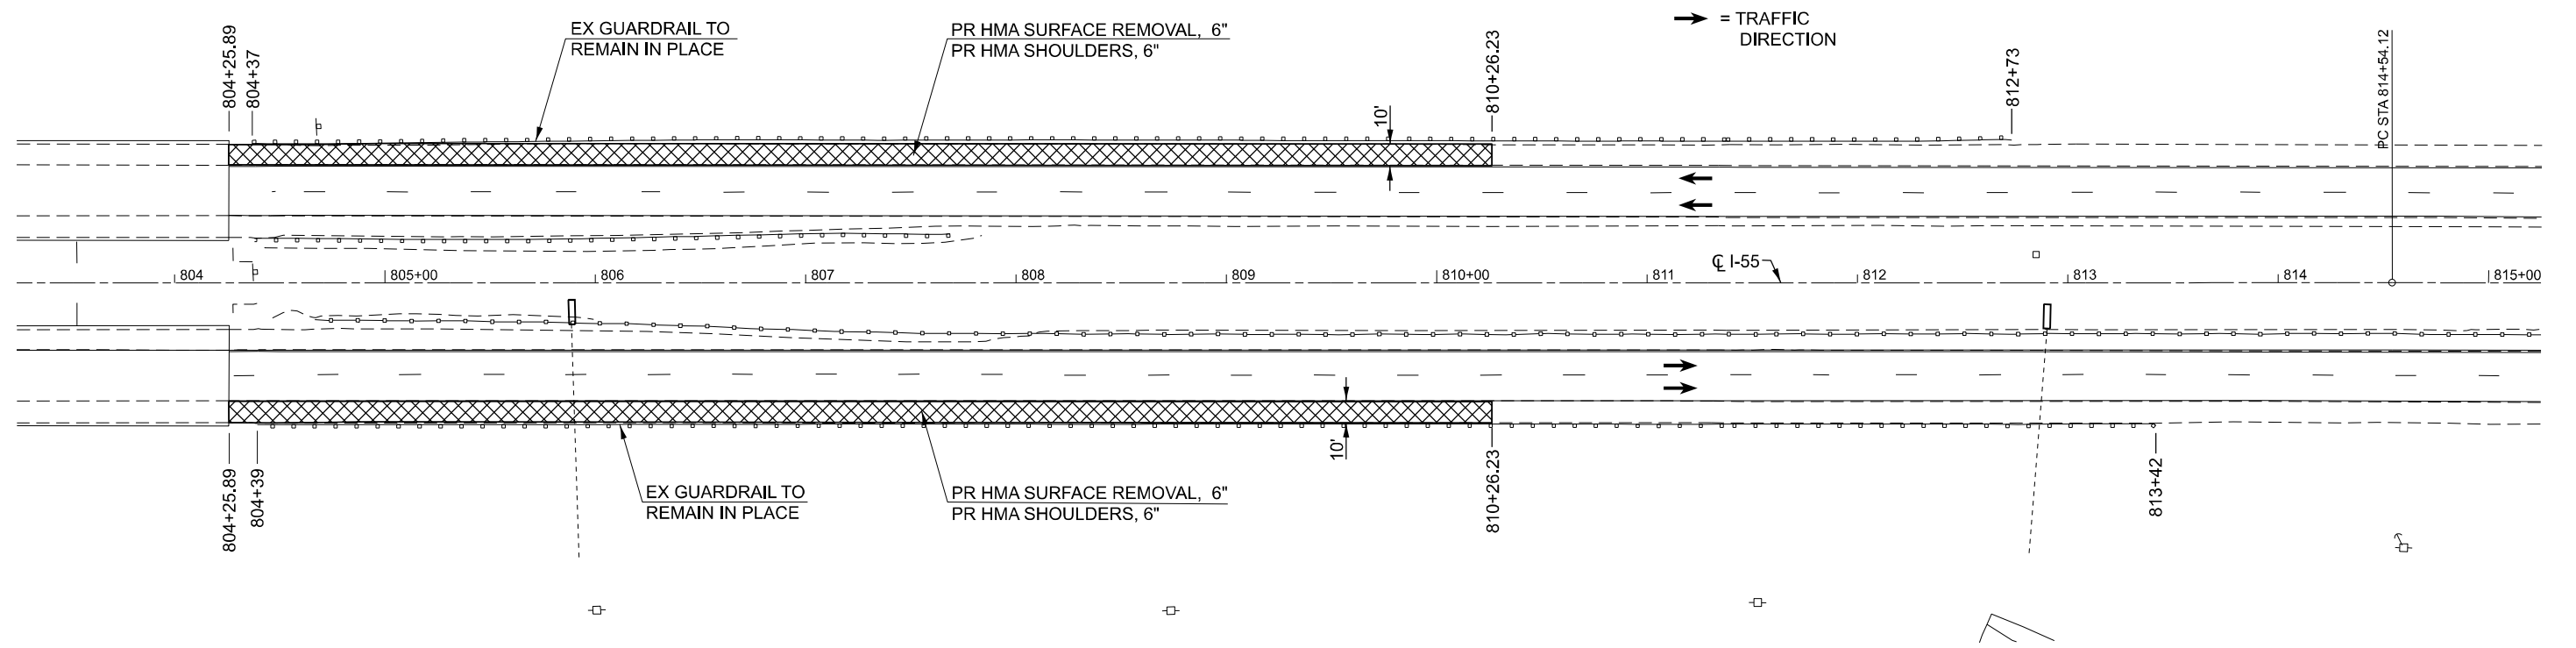 EX GUARDRAIL TO
REMAIN IN PLACE
PR HMA SURFACE REMOVAL, 6"
PR HMA SHOULDERS, 6"
= TRAFFIC
DIRECTION
804+25.89
804+37
10'
810+26.23
812+73
PC STA 814+54.12
℄ I-55
804
805+00
806
807
808
809
810+00
811
812
813
814
815+00
804+25.89
804+39
EX GUARDRAIL TO
REMAIN IN PLACE
PR HMA SURFACE REMOVAL, 6"
PR HMA SHOULDERS, 6"
10'
810+26.23
813+42